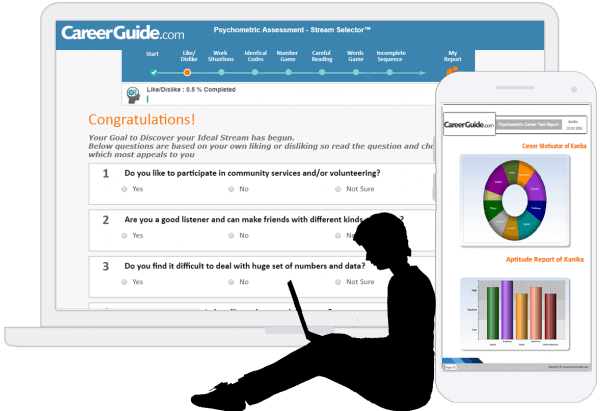 CareerGuide.com
Psychometric Assessment - Stream Selector™
Start
Like/
Dislike
Work
Situations
Identical
Codes
Number
Game
Careful
Reading
Words
Game
Incomplete
Sequence
My
Report
Like/Dislike : 0.5 % Completed
Congratulations!
Your Goal to Discover your Ideal Stream has begun.
Below questions are based on your own liking or disliking so read the question and
which most appeals to you
1 Do you like to participate in community services and/or volunteering?
Yes No Not Sure
2 Are you a good listener and can make friends with different kinds
Yes No
3 Do you find it difficult to deal with huge set of numbers and data?
Yes No Not Sure
CareerGuide.com
Psychometric Career Test Report
Career Motivator of Kanika
Aptitude Report of Kanika